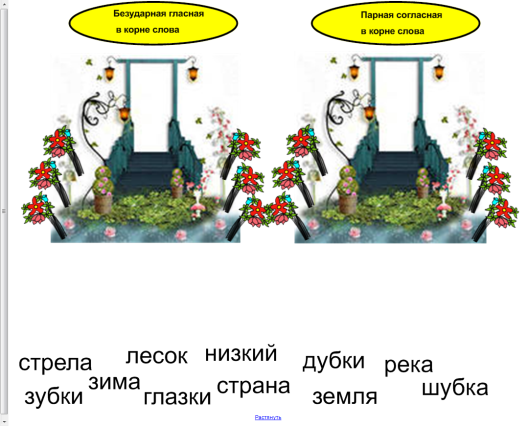 Безударная гласная
в корне слова
Парная согласная
в корне слова
стрела лесок низкий дубки река
зубки зима глазки страна земля шубка
Растянуть